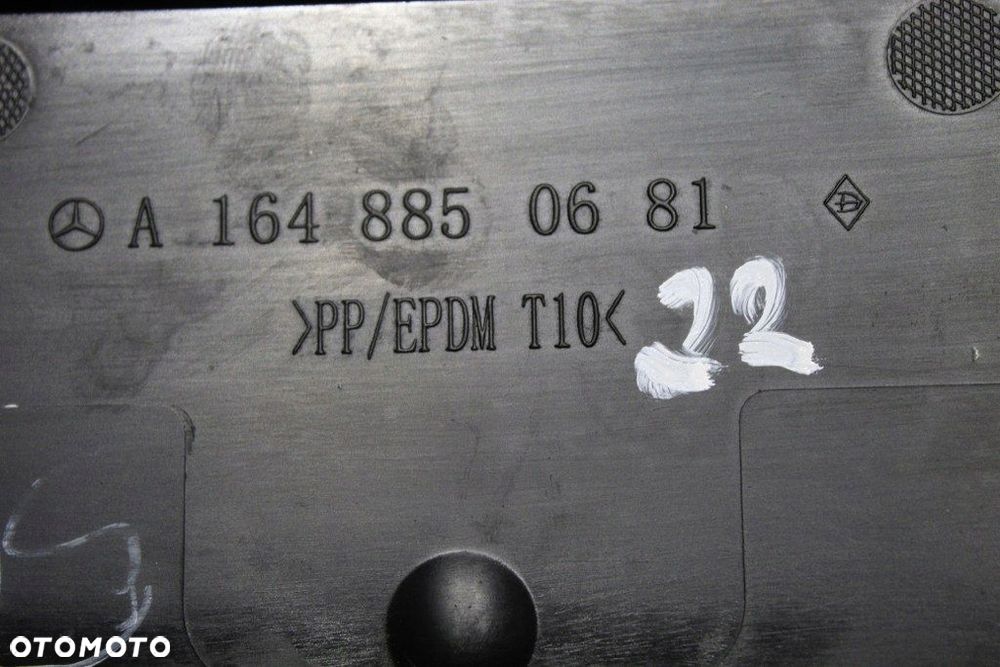 A 164 885 06 81
>PP/EPDM T10<
22
OTOMOTO